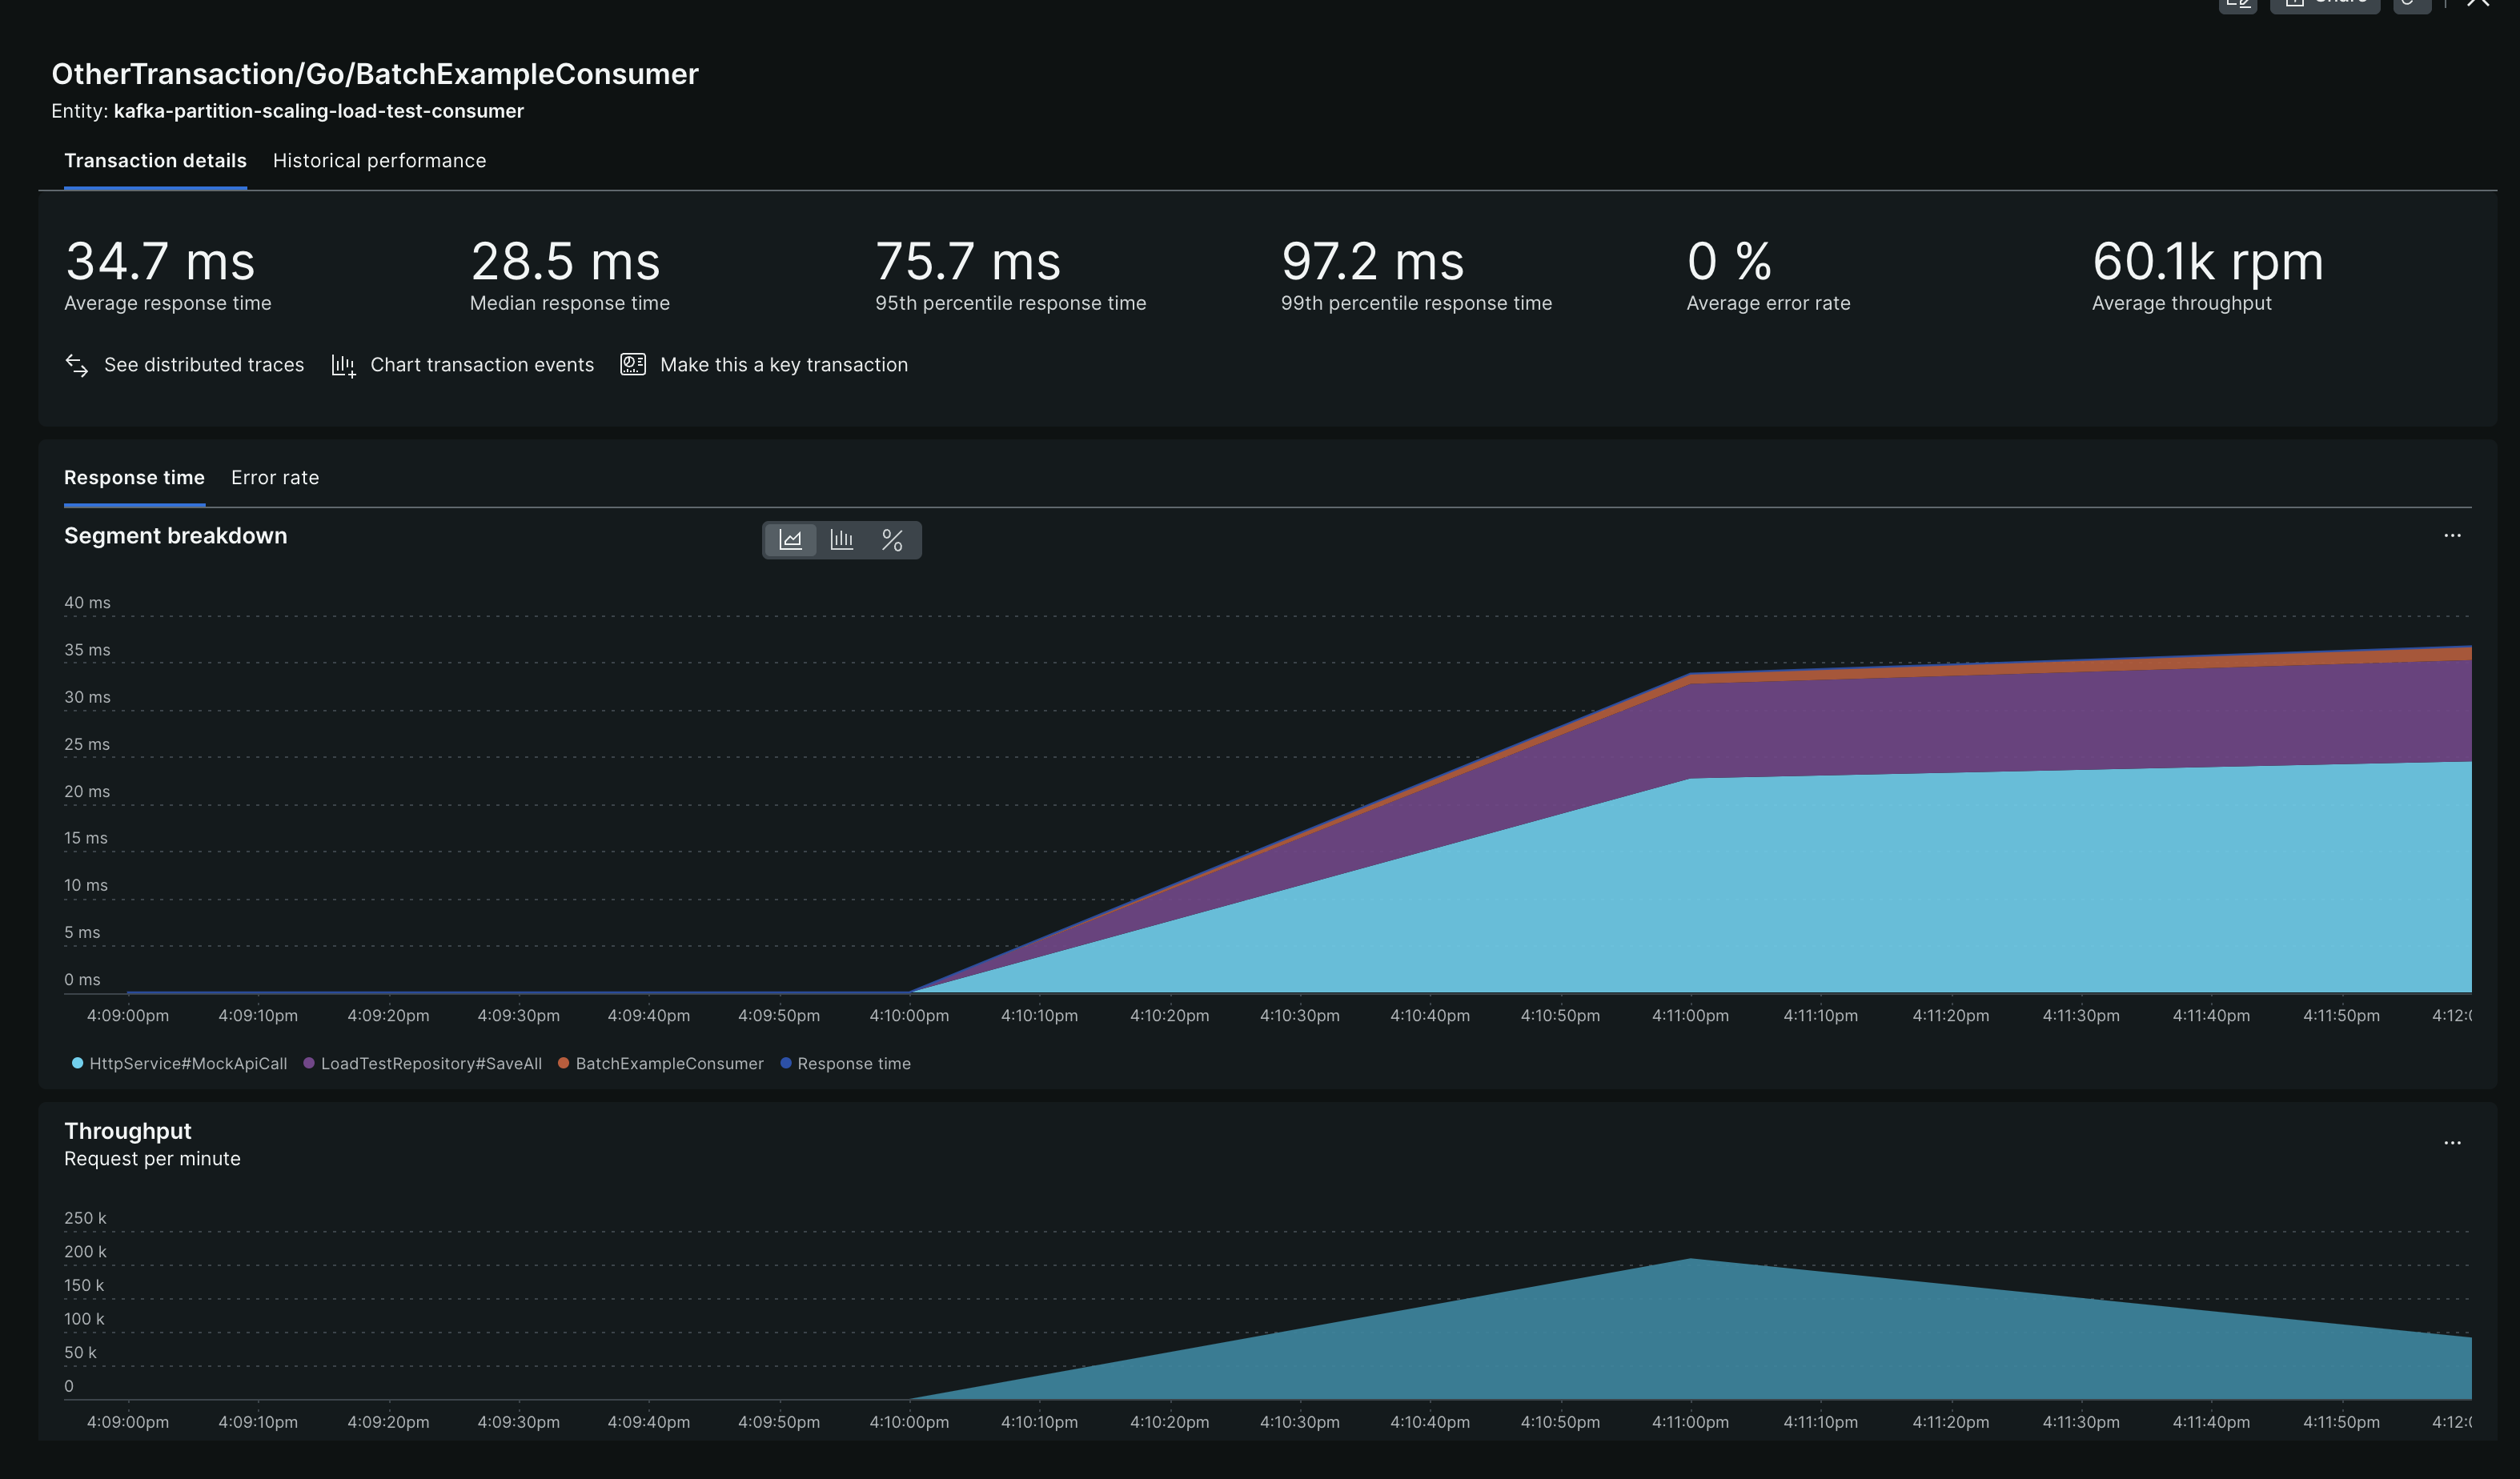 Share
OtherTransaction/Go/BatchExampleConsumer
Entity: kafka-partition-scaling-load-test-consumer
Transaction details Historical performance
34.7 ms 28.5 ms 75.7 ms 97.2 ms 0 % 60.1k rpm
Average response time Median response time 95th percentile response time 99th percentile response time Average error rate Average throughput
See distributed traces Chart transaction events Make this a key transaction
Response time Error rate
Segment breakdown
%
40 ms
35 ms
30 ms
25 ms
20 ms
15 ms
10 ms
5 ms
0 ms
4:09:00pm 4:09:10pm 4:09:20pm 4:09:30pm 4:09:40pm 4:09:50pm 4:10:00pm 4:10:10pm 4:10:20pm 4:10:30pm 4:10:40pm 4:10:50pm 4:11:00pm 4:11:10pm 4:11:20pm 4:11:30pm 4:11:40pm 4:11:50pm 4:12:0
HttpService#MockApiCall LoadTestRepository#SaveAll BatchExampleConsumer Response time
Throughput
Request per minute
250 k
200 k
150 k
100 k
50 k
0
4:09:00pm 4:09:10pm 4:09:20pm 4:09:30pm 4:09:40pm 4:09:50pm 4:10:00pm 4:10:10pm 4:10:20pm 4:10:30pm 4:10:40pm 4:10:50pm 4:11:00pm 4:11:10pm 4:11:20pm 4:11:30pm 4:11:40pm 4:11:50pm 4:12:0